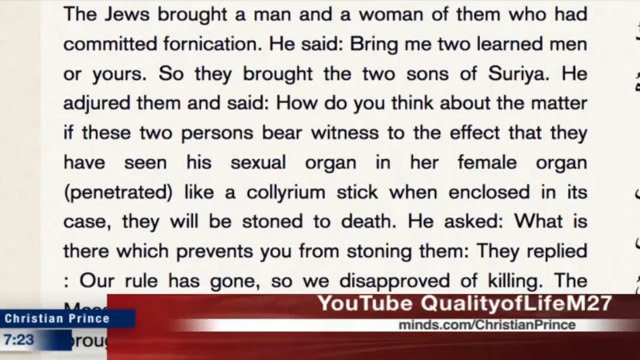 The Jews brought a man and a woman of them who had
committed fornication. He said: Bring me two learned men
or yours. So they brought the two sons of Suriya. He
adjured them and said: How do you think about the matter
if these two persons bear witness to the effect that they
have seen his sexual organ in her female organ
(penetrated) like a collyrium stick when enclosed in its
case, they will be stoned to death. He asked: What is
there which prevents you from stoning them: They replied
: Our rule has gone, so we disapproved of killing. The
YouTube QualityofLifeM27
Christian Prince
minds.com/ChristianPrince
7:23